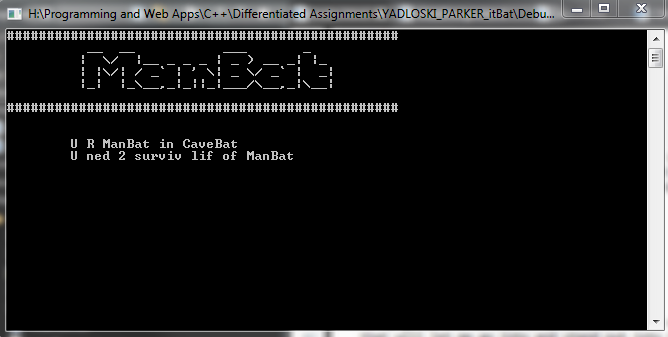 H:\Programming and Web Apps\C++\Differentiated Assignments\YADLOSKI_PARKER_itBat\Debu...
#################################################
ManBat
#################################################
U R ManBat in CaveBat
U ned 2 surviv lif of ManBat